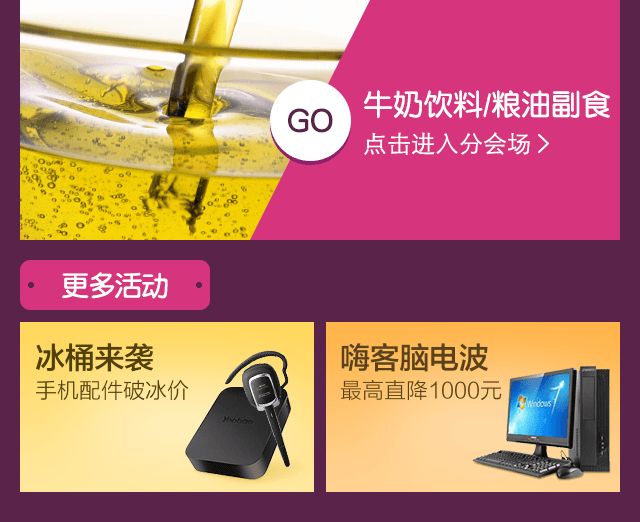 牛奶饮料/粮油副食
GO
点击进入分会场 >
更多活动
冰桶来袭
手机配件破冰价
嗨客脑电波
最高直降1000元
Windows 7